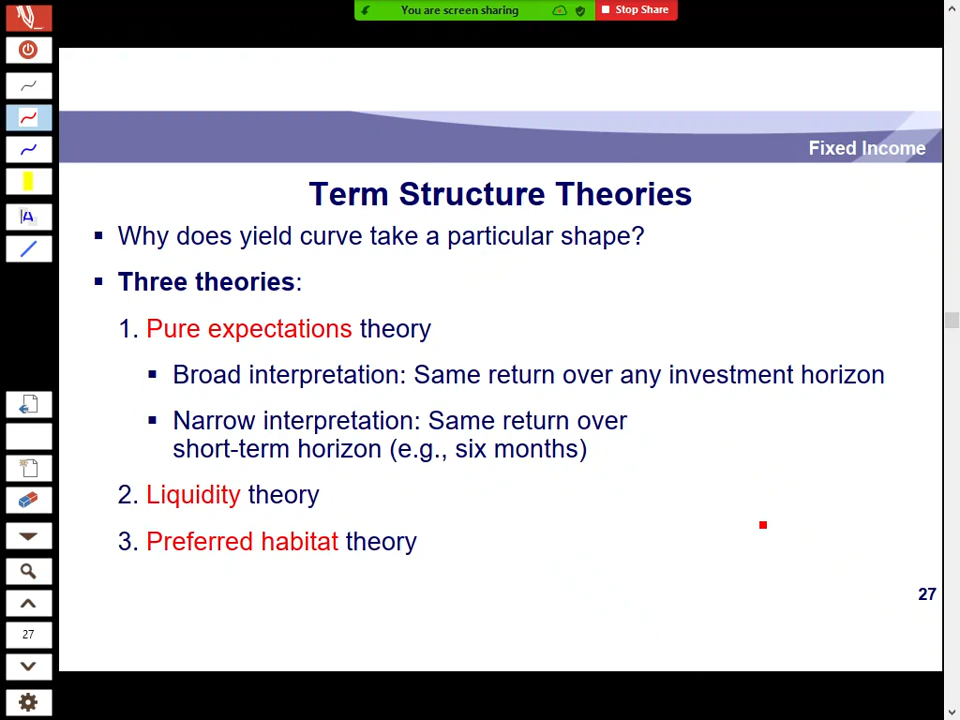 You are screen sharing
Stop Share
Fixed Income
Term Structure Theories
▪ Why does yield curve take a particular shape?
▪ Three theories:
1. Pure expectations theory
▪ Broad interpretation: Same return over any investment horizon
▪ Narrow interpretation: Same return over
short-term horizon (e.g., six months)
2. Liquidity theory
3. Preferred habitat theory
27
27